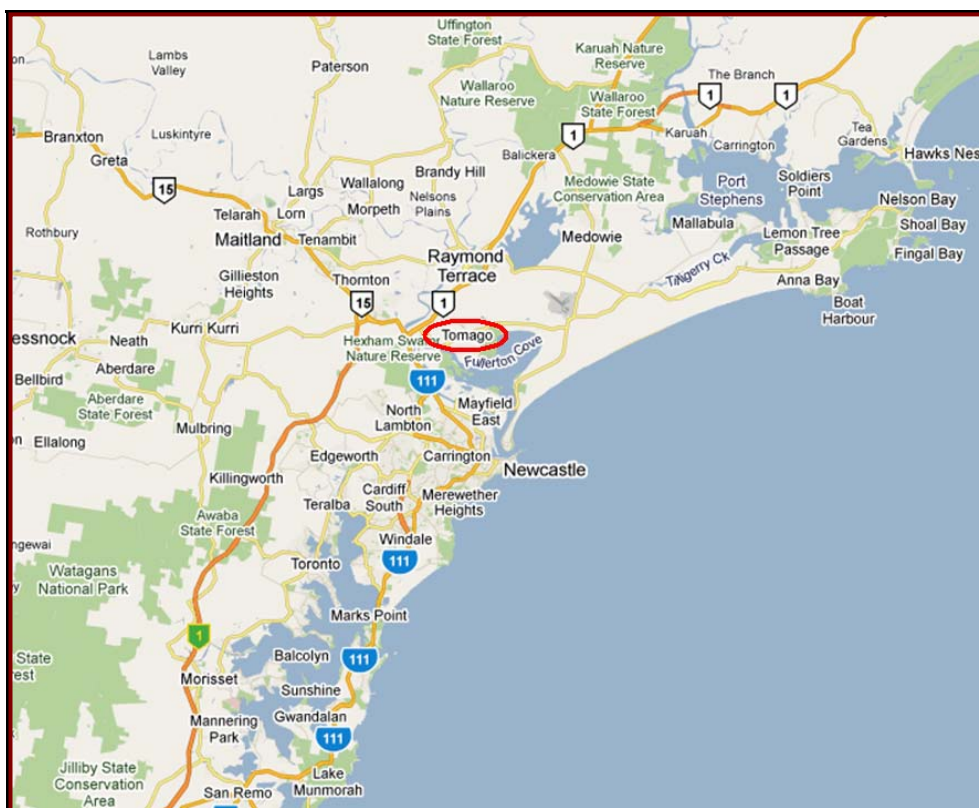 Uffington
State Forest
Karuah Nature
Reserve
Lambs
Valley
Paterson
The Branch
1
1
Wallaroo
Nature Reserve
Wallaroo
State Forest
Branxton
Luskintyre
1
Karuah
Carrington
Tea
Gardens
Hawks Nes
Greta
Balickera
15
Largs
Wallalong
Brandy Hill
Medowie State
Conservation Area
Port
Stephens
Soldiers
Point
Nelson Bay
Telarah
Lorn
Morpeth
Nelsons
Plains
Mallabula
Shoal Bay
Rothbury
Maitland
Tenambit
Medowie
Lemon Tree
Passage
Fingal Bay
Raymond
Terrace
Gillieston
Heights
Thornton
Tilligerry Ck
Anna Bay
15
1
Boat
Harbour
Kurri Kurri
essnock
Neath
Tomago
Hexham Swamp
Nature Reserve
Fullerton Cove
Bellbird
Aberdare
111
Aberdare
State Forest
Mayfield
East
North
Lambton
Mulbring
on
Ellalong
Edgeworth
Carrington
Newcastle
Killingworth
Cardiff
South
Merewether
Heights
Teralba
Awaba
State Forest
Windale
ngewai
111
Toronto
Watagans
National Park
Marks Point
1
Balcolyn
111
State
rest
Morisset
Sunshine
Gwandalan
Mannering
Park
111
Jilliby State
Conservation
Area
Lake
Munmorah
San Remo
111